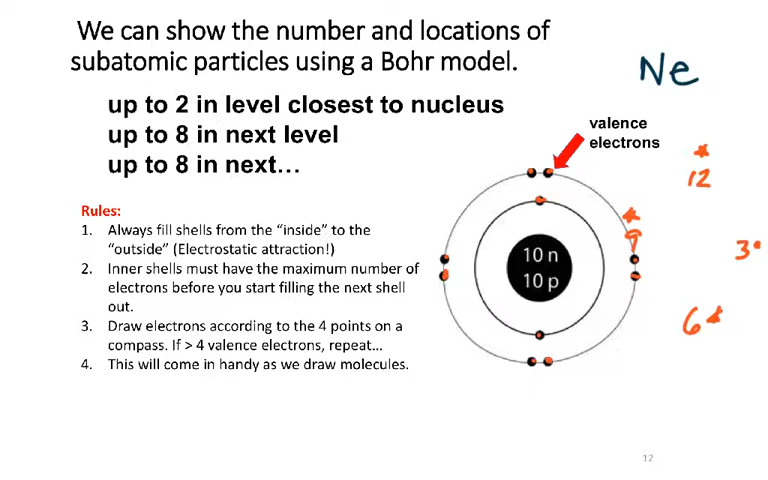 We can show the number and locations of
subatomic particles using a Bohr model.
Ne
up to 2 in level closest to nucleus
up to 8 in next level
up to 8 in next...
valence
electrons
12
Rules:
1. Always fill shells from the “inside” to the
“outside” (Electrostatic attraction!)
2. Inner shells must have the maximum number of
electrons before you start filling the next shell
out.
3. Draw electrons according to the 4 points on a
compass. If > 4 valence electrons, repeat...
4. This will come in handy as we draw molecules.
9
3
10 n
10 p
6
12